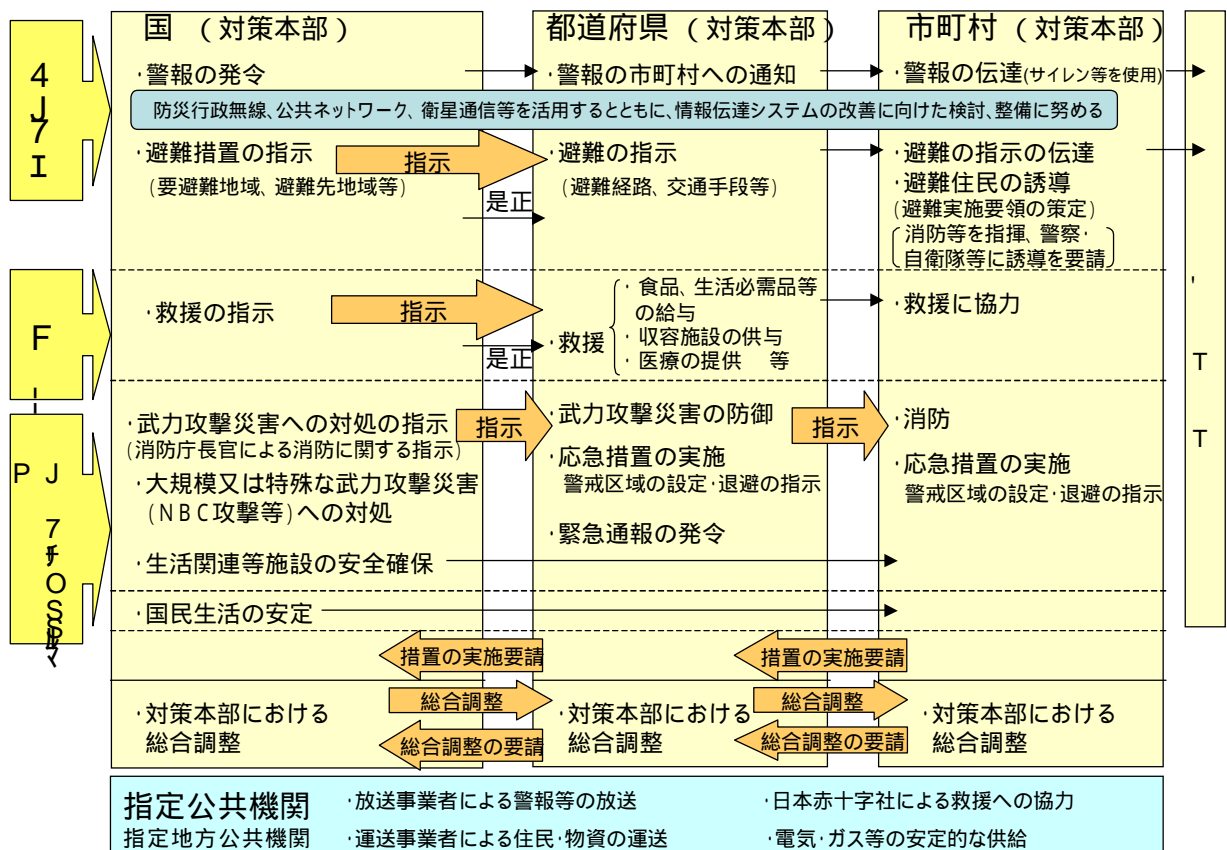 国 (対策本部)
都道府県 (対策本部)
市町村 (対策本部)
・警報の発令
・警報の市町村への通知
・警報の伝達(サイレン等を使用)
防災行政無線、公共ネットワーク、衛星通信等を活用するとともに、情報伝達システムの改善に向けた検討、整備に努める
・避難措置の指示
(要避難地域、避難先地域等)
指示
是正
・避難の指示
(避難経路、交通手段等)
・避難の指示の伝達
・避難住民の誘導
(避難実施要領の策定)
消防等を指揮、警察・
自衛隊等に誘導を要請
・救援の指示
指示
是正
・救援
・食品、生活必需品等
の給与
・収容施設の供与
・医療の提供 等
・救援に協力
・武力攻撃災害への対処の指示
(消防庁長官による消防に関する指示)
指示
・武力攻撃災害の防御
指示
・消防
・大規模又は特殊な武力攻撃災害
(NBC攻撃等)への対処
・応急措置の実施
警戒区域の設定・退避の指示
・応急措置の実施
警戒区域の設定・退避の指示
・緊急通報の発令
・生活関連等施設の安全確保
・国民生活の安定
措置の実施要請
措置の実施要請
・対策本部における
総合調整
総合調整
総合調整の要請
・対策本部における
総合調整
総合調整
総合調整の要請
・対策本部における
総合調整
指定公共機関
指定地方公共機関
・放送事業者による警報等の放送
・日本赤十字社による救援への協力
・運送事業者による住民・物資の運送
・電気・ガス等の安定的な供給